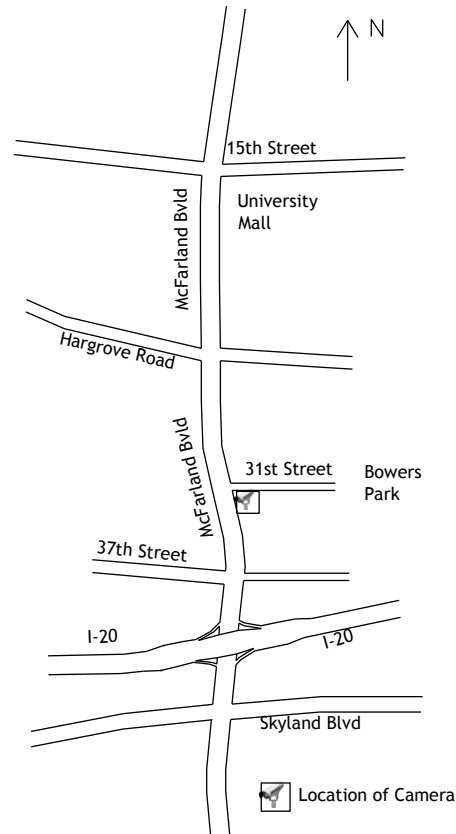 N
15th Street
University
Mall
McFarland Bvld
Hargrove Road
McFarland Bvld
31st Street
Bowers
Park
37th Street
I-20
I-20
Skyland Blvd
Location of Camera